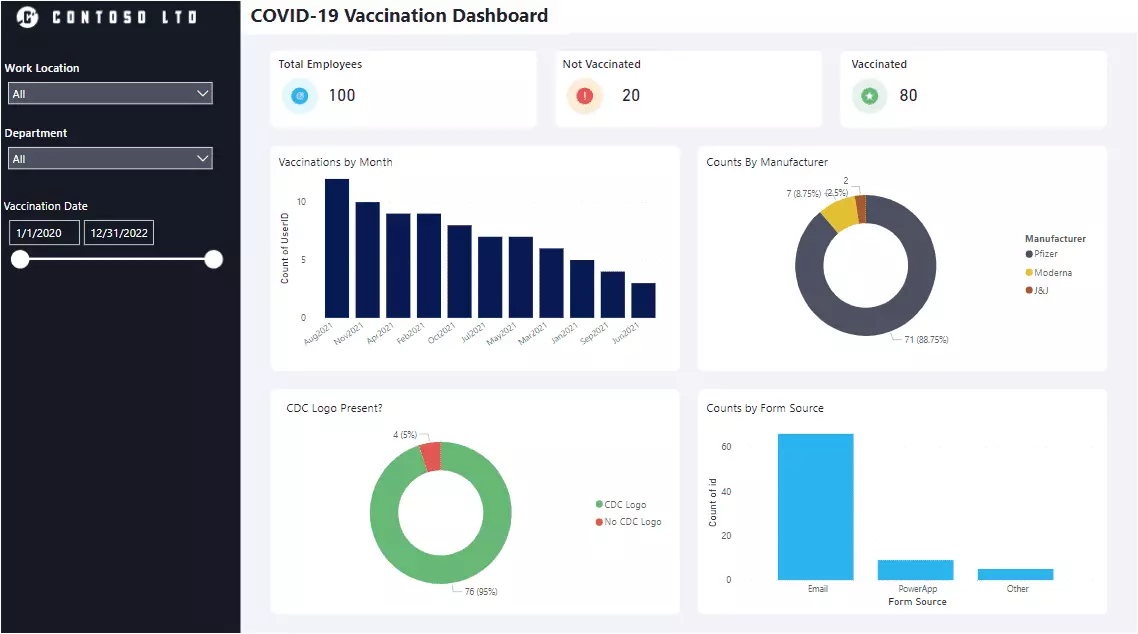 CONTOSO LTD
COVID-19 Vaccination Dashboard
Work Location
All
Department
All
Vaccination Date
1/1/2020 12/31/2022
Total Employees
100
Not Vaccinated
20
Vaccinated
80
Vaccinations by Month
Count of UserID
10
5
0
Aug2021 Nov2021 Apr2021 Feb2021 Oct2021 Jul2021 May2021 Mar2021 Jan2021 Sep2021 Jun2021
Counts By Manufacturer
2
7 (8.75%) (2.5%)
71 (88.75%)
Manufacturer
Pfizer
Moderna
J&J
CDC Logo Present?
4 (5%)
76 (95%)
CDC Logo
No CDC Logo
Counts by Form Source
Count of id
60
40
20
0
Email PowerApp Other
Form Source